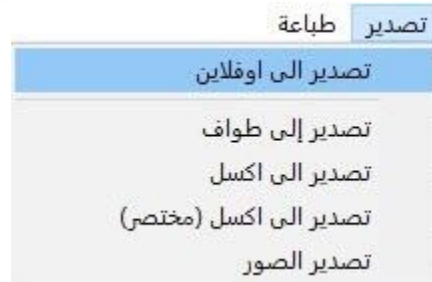 تصدير طباعة
تصدير الى اوفلاين
تصدير إلى طواف
تصدير الى اكسل
تصدير الى اكسل (مختصر)
تصدير الصور